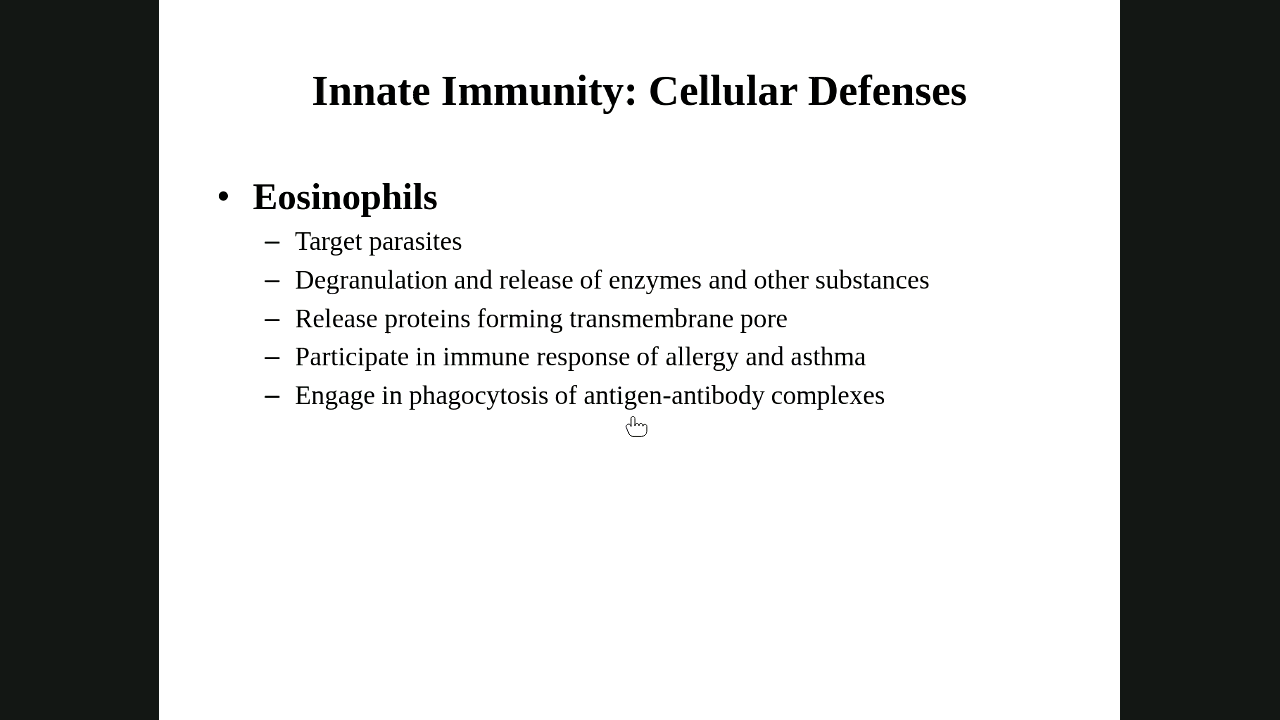 Innate Immunity: Cellular Defenses
• Eosinophils
– Target parasites
– Degranulation and release of enzymes and other substances
– Release proteins forming transmembrane pore
– Participate in immune response of allergy and asthma
– Engage in phagocytosis of antigen-antibody complexes